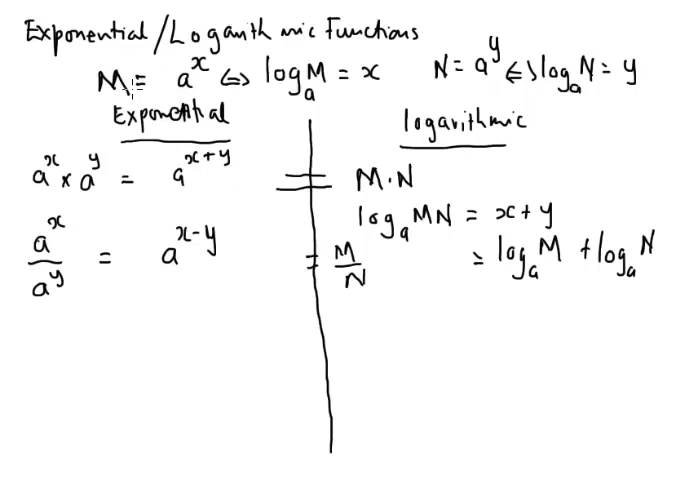 Exponential/Logarithmic Functions
M = a^x ⇔ log_a M = x N = a^y ⇔ log_a N = y
Exponential logarithmic
a^x × a^y = a^{x+y} = M·N
log_a MN = x+y
a^x / a^y = a^{x-y} = M/N = log_a M + log_a N